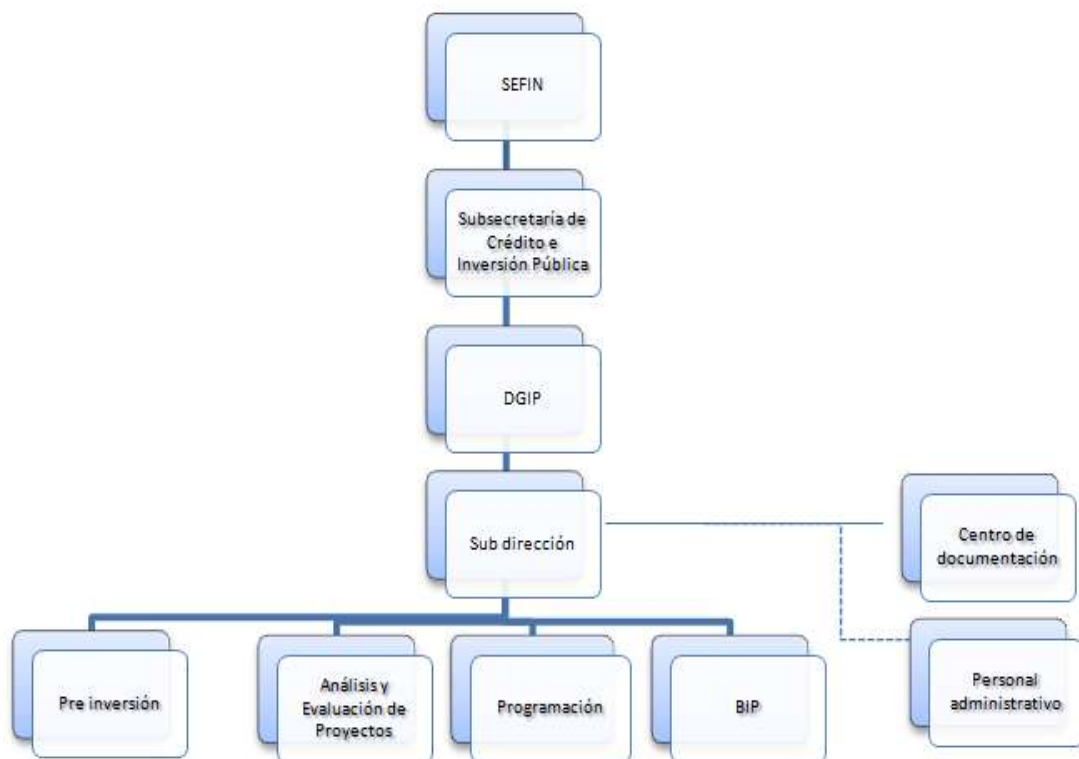 SEFIN
Subsecretaría de
Crédito e
Inversión Pública
DGIP
Sub dirección
Centro de
documentación
Pre inversión
Análisis y
Evaluación de
Proyectos
Programación
BIP
Personal
administrativo